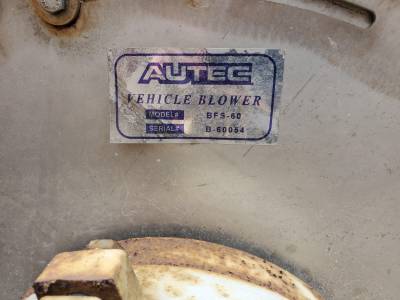 AUTEC
VEHICLE BLOWER
MODEL# BFS-60
SERIAL# B-60054